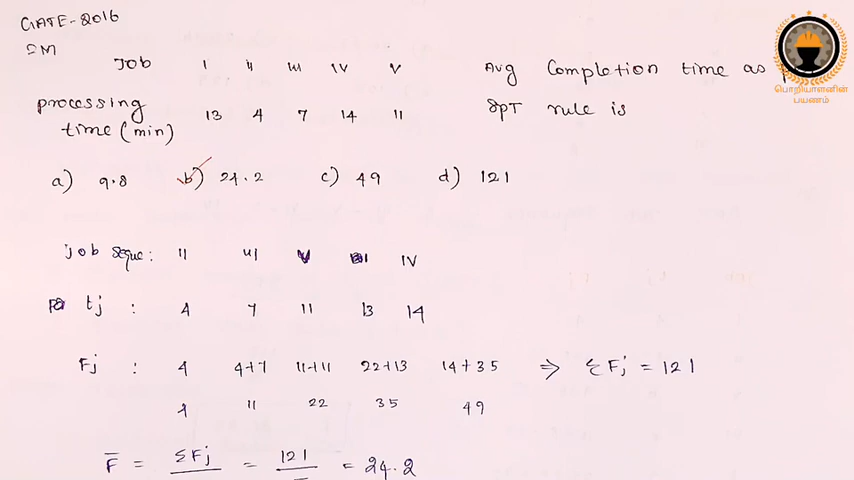 GATE-2016
Job I II III IV V
processing time (min) 13 4 7 14 11
Avg Completion time as
SPT rule is
a) 9.8 b) 24.2 c) 49 d) 121
Job Seque: II III V I IV
tj : 4 7 11 13 14
Fj : 4 4+7 11+11 22+13 14+35 ⇒ ΣFj = 121
4 11 22 35 49
F̄ = ΣFj = 121 = 24.2
பொறியாளனின்
பயணம்